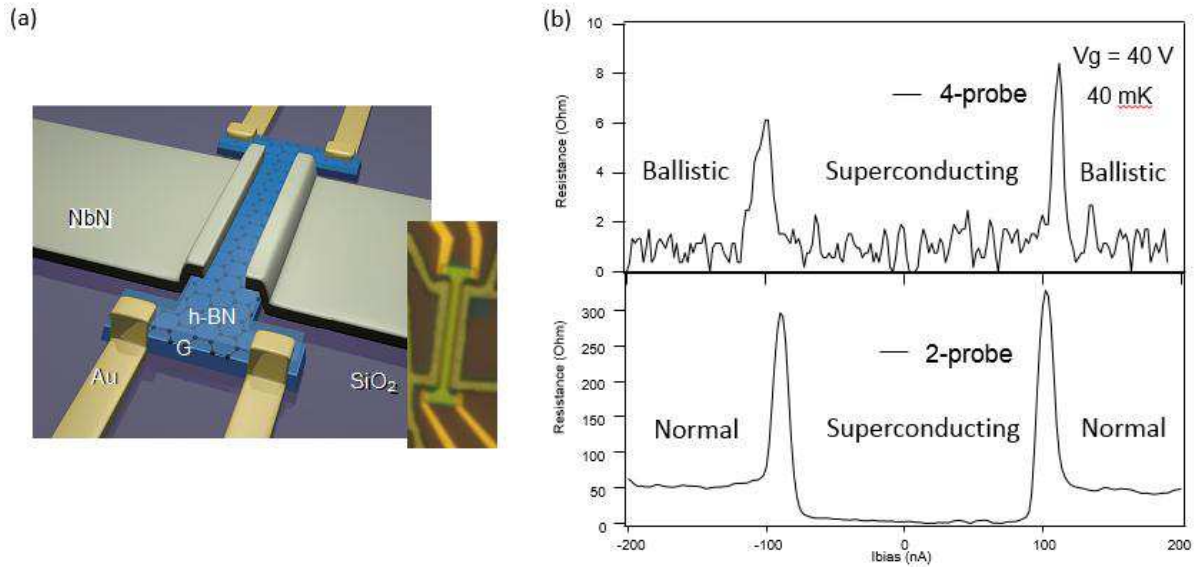 (a)
NbN
h-BN
G
Au
SiO₂
(b)
10
8
6
4
2
0
Resistance (Ohm)
4-probe
Vg = 40 V
40 mK
Ballistic
Superconducting
Ballistic
300
250
200
150
100
50
0
Resistance (Ohm)
2-probe
Normal
Superconducting
Normal
-200
-100
0
100
200
Ibias (nA)